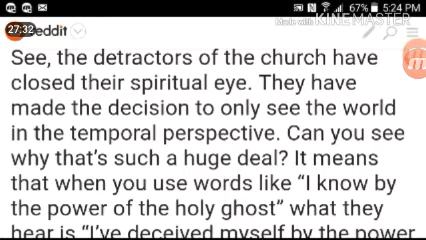 67% 5:24 PM
Made with KINEMASTER
27:32 eddit
See, the detractors of the church have
closed their spiritual eye. They have
made the decision to only see the world
in the temporal perspective. Can you see
why that's such a huge deal? It means
that when you use words like "I know by
the power of the holy ghost" what they
hear is "I've deceived myself by the power